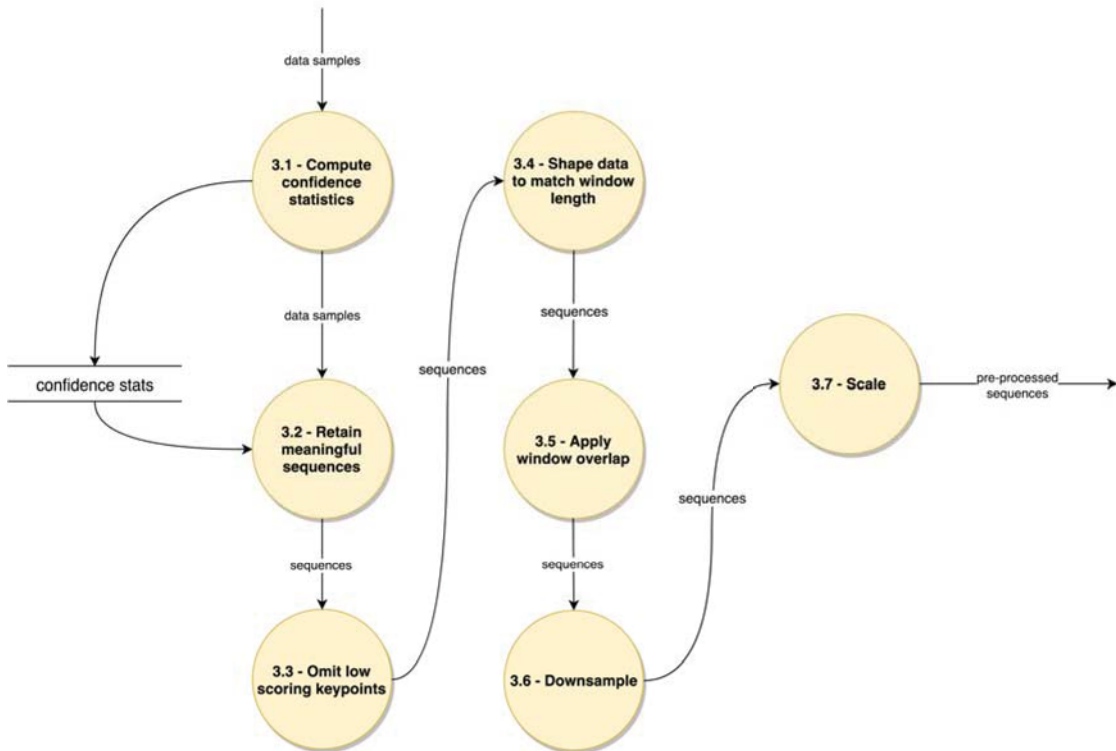 data samples
3.1 - Compute
confidence
statistics
data samples
confidence stats
3.2 - Retain
meaningful
sequences
sequences
3.3 - Omit low
scoring keypoints
sequences
3.4 - Shape data
to match window
length
sequences
3.5 - Apply
window overlap
sequences
3.6 - Downsample
sequences
3.7 - Scale
pre-processed
sequences